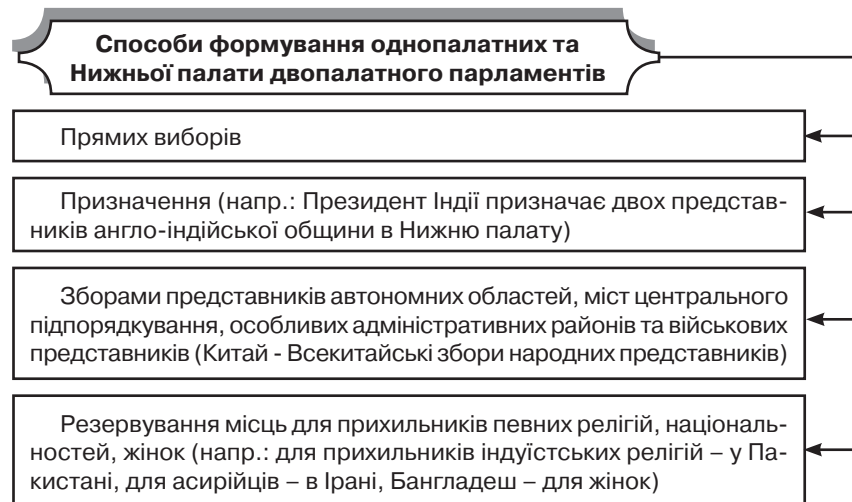 Способи формування однопалатних та
Нижньої палати двопалатного парламентів
Прямих виборів
Призначення (напр.: Президент Індії призначає двох представ-
ників англо-індійської общини в Нижню палату)
Зборами представників автономних областей, міст центрального
підпорядкування, особливих адміністративних районів та військових
представників (Китай - Всекитайські збори народних представників)
Резервування місць для прихильників певних релігій, національ-
ностей, жінок (напр.: для прихильників індуїстських релігій – у Па-
кистані, для асирійців – в Ірані, Бангладеш – для жінок)